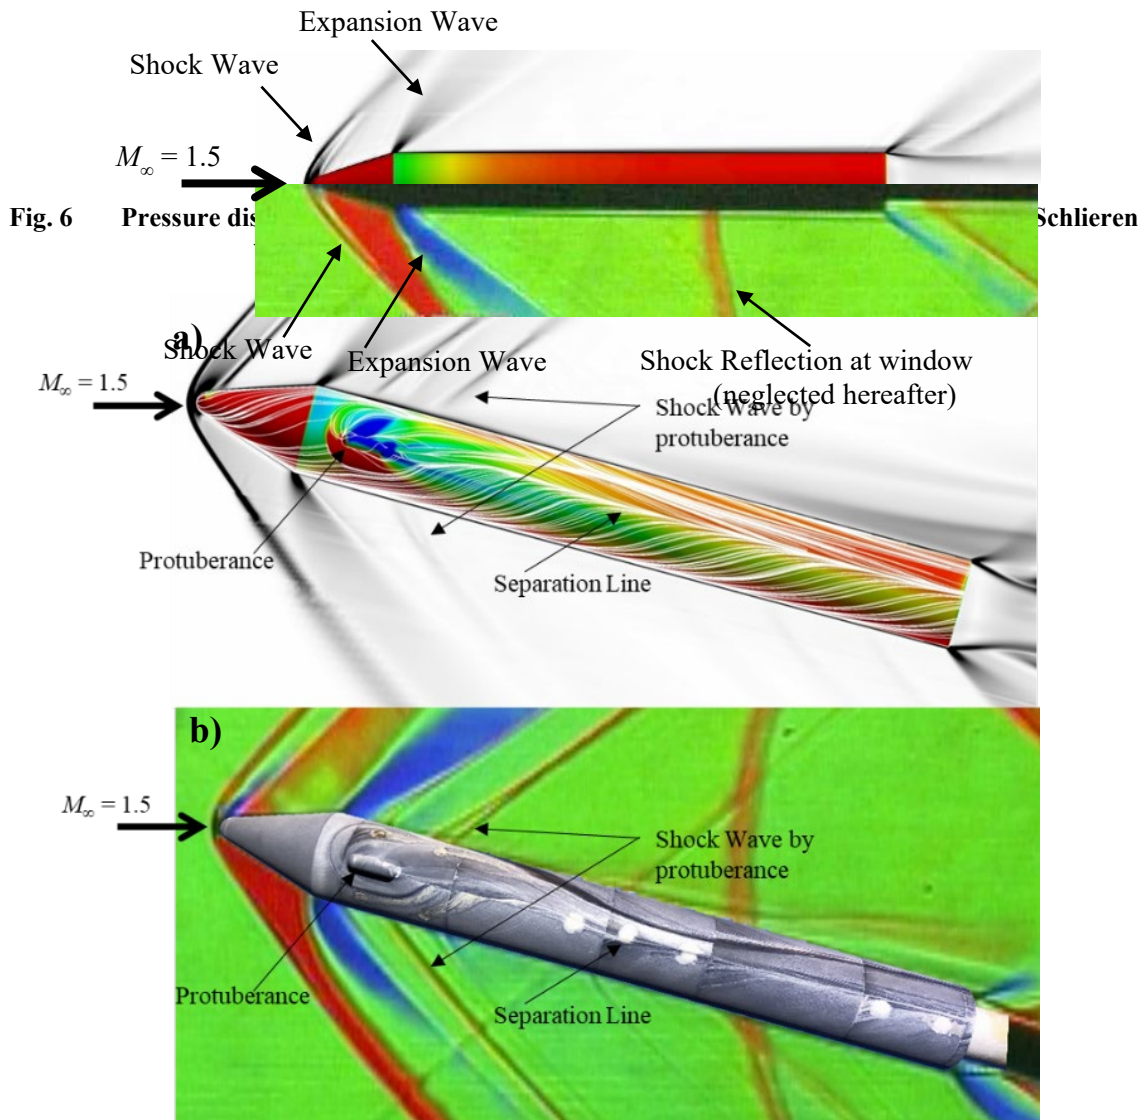 Expansion Wave
Shock Wave
M∞ = 1.5
Fig. 6 Pressure dis Schlieren
a)
Shock Wave
Expansion Wave
Shock Reflection at window
(neglected hereafter)
M∞ = 1.5
Shock Wave by
protuberance
Protuberance
Separation Line
b)
M∞ = 1.5
Shock Wave by
protuberance
Protuberance
Separation Line